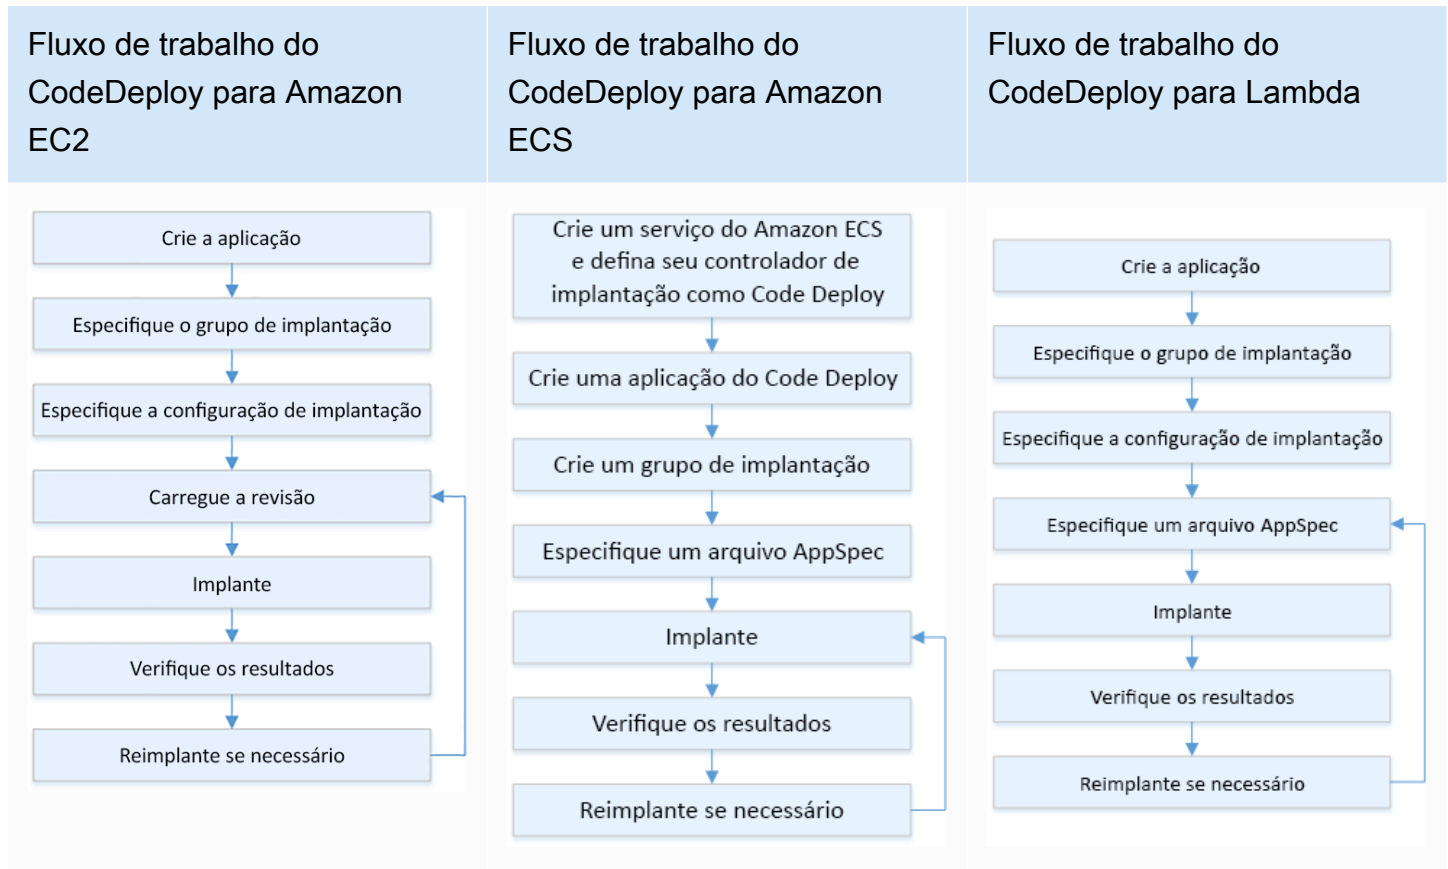 Fluxo de trabalho do
CodeDeploy para Amazon
EC2
Crie a aplicação
Especifique o grupo de implantação
Especifique a configuração de implantação
Carregue a revisão
Implante
Verifique os resultados
Reimplante se necessário
Fluxo de trabalho do
CodeDeploy para Amazon
ECS
Crie um serviço do Amazon ECS
e defina seu controlador de
implantação como Code Deploy
Crie uma aplicação do Code Deploy
Crie um grupo de implantação
Especifique um arquivo AppSpec
Implante
Verifique os resultados
Reimplante se necessário
Fluxo de trabalho do
CodeDeploy para Lambda
Crie a aplicação
Especifique o grupo de implantação
Especifique a configuração de implantação
Especifique um arquivo AppSpec
Implante
Verifique os resultados
Reimplante se necessário